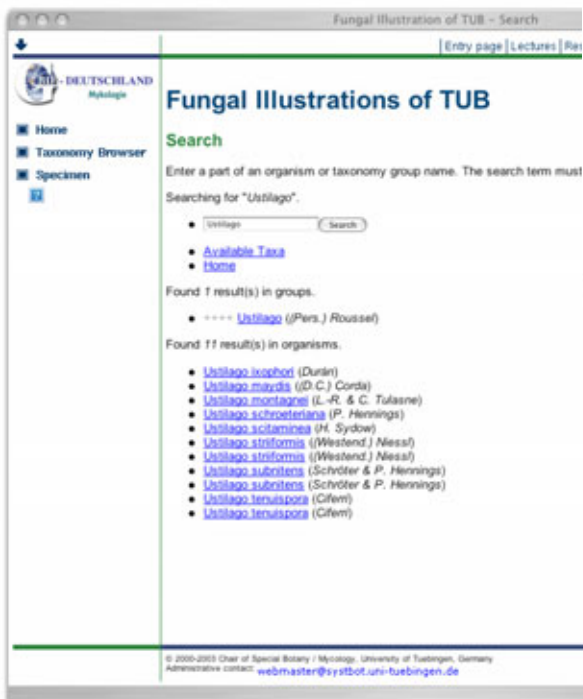 Fungal Illustration of TUB – Search
Entry page | Lectures | Res
DEUTSCHLAND
Mykologie
Home
Taxonomy Browser
Specimen
?
Fungal Illustrations of TUB
Search
Enter a part of an organism or taxonomy group name. The search term must
Searching for "Ustilago".
Ustilago Search
Available Taxa
Home
Found 1 result(s) in groups.
++++ Ustilago ((Pers.) Roussel)
Found 11 result(s) in organisms.
Ustilago ixophori (Durán)
Ustilago maydis ((D.C.) Corda)
Ustilago montagnei (L.-R. & C. Tulasne)
Ustilago schroeteriana (P. Hennings)
Ustilago scitaminea (H. Sydow)
Ustilago striiformis ((Westend.) Niessl)
Ustilago striiformis ((Westend.) Niessl)
Ustilago subnitens (Schröter & P. Hennings)
Ustilago subnitens (Schröter & P. Hennings)
Ustilago tenuispora (Ciferri)
Ustilago tenuispora (Ciferri)
© 2000-2003 Chair of Special Botany / Mycology, University of Tuebingen, Germany
Administrative contact: webmaster@systbot.uni-tuebingen.de